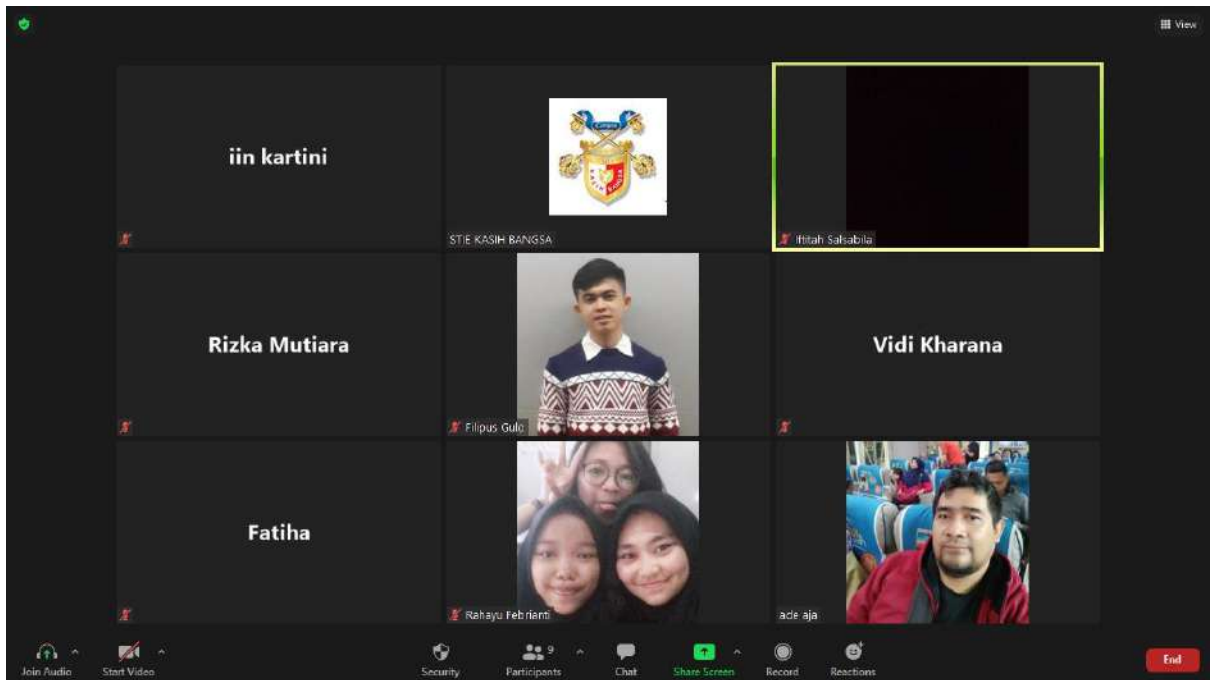 View
iin kartini
STIE KASIH BANGSA
Iftitah Salsabila
Rizka Mutiara
Filipus Gulo
Vidi Kharana
Fatiha
Rahayu Febrianti
ade aja
Join Audio
Start Video
Security
Participants
9
Chat
Share Screen
Record
Reactions
End